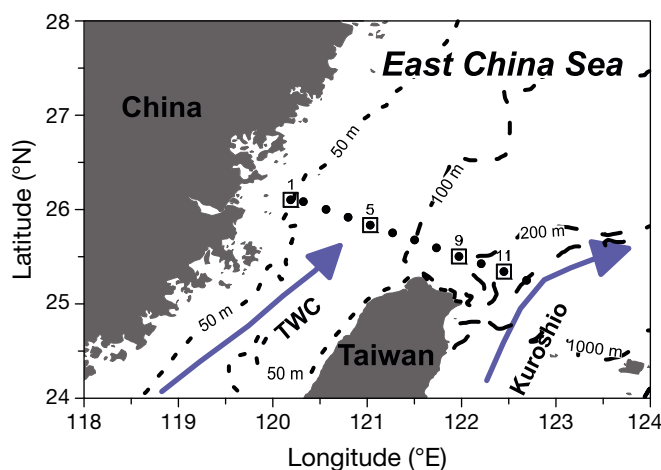 28
27
26
25
24
Latitude (°N)
118
119
120
121
122
123
124
Longitude (°E)
East China Sea
China
50 m
100 m
1
5
9
11
200 m
50 m
TWC
50 m
Taiwan
Kuroshio
1000 m